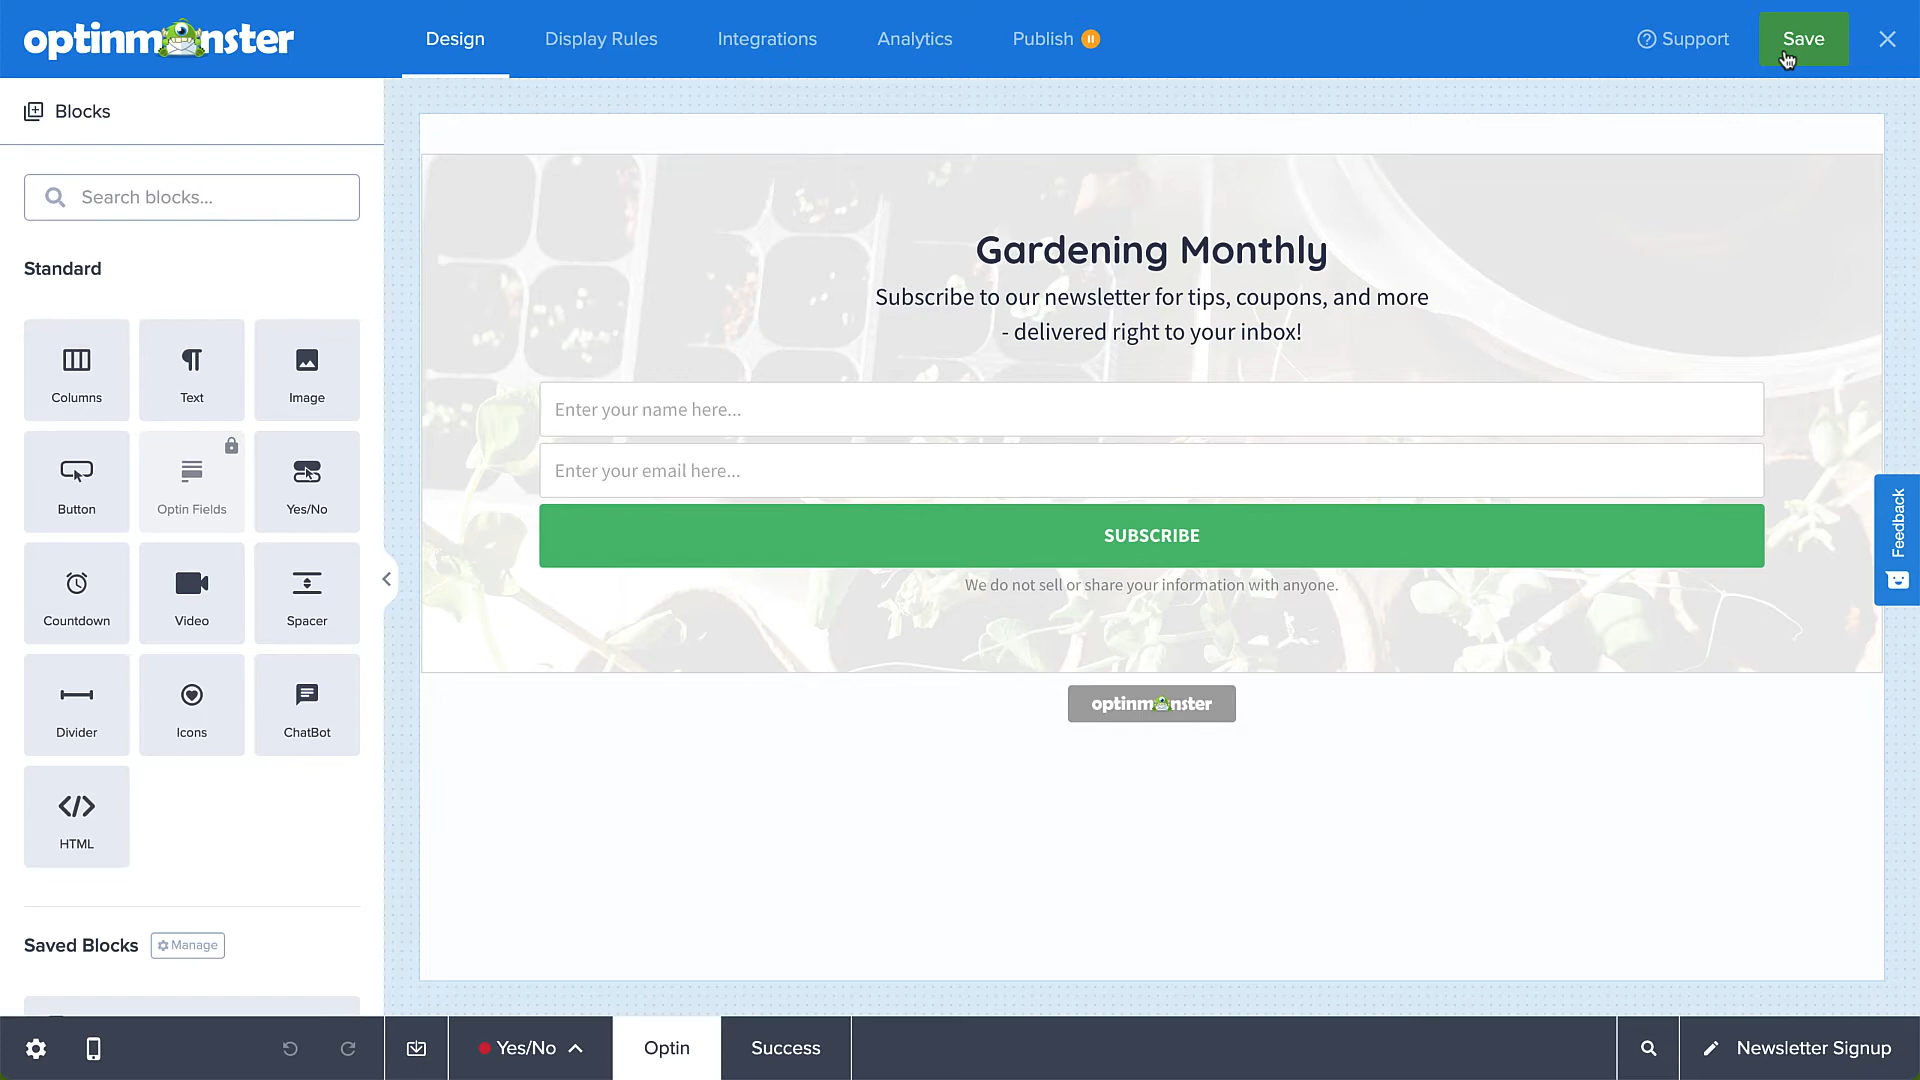 optinmonster
Design
Display Rules
Integrations
Analytics
Publish
Support
Save
Blocks
Search blocks...
Standard
Columns
Text
Image
Button
Optin Fields
Yes/No
Countdown
Video
Spacer
Divider
Icons
ChatBot
HTML
Saved Blocks
Manage
Gardening Monthly
Subscribe to our newsletter for tips, coupons, and more
- delivered right to your inbox!
Enter your name here...
Enter your email here...
SUBSCRIBE
We do not sell or share your information with anyone.
optinmonster
Feedback
Yes/No
Optin
Success
Newsletter Signup